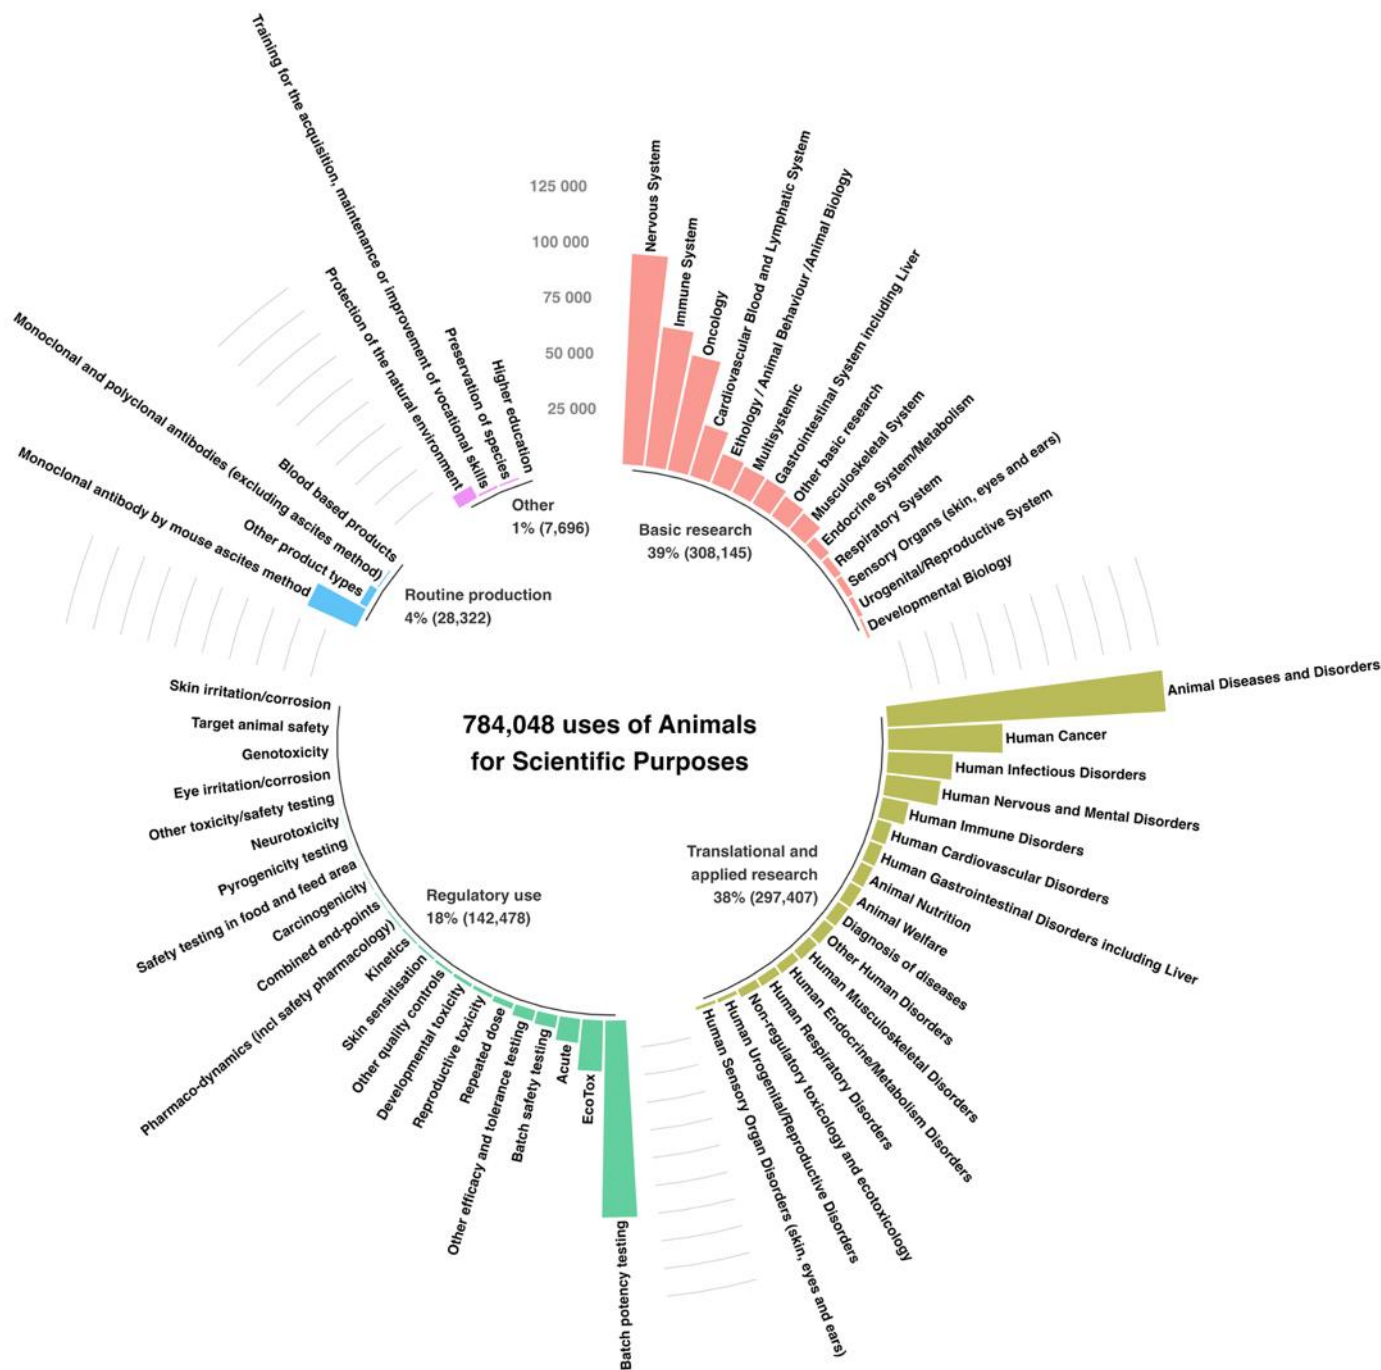 784,048 uses of Animals
for Scientific Purposes
125 000
100 000
75 000
50 000
25 000
Basic research
39% (308,145)
Nervous System
Immune System
Oncology
Cardiovascular Blood and Lymphatic System
Ethology / Animal Behaviour /Animal Biology
Multisystemic
Gastrointestinal System including Liver
Other basic research
Musculoskeletal System
Endocrine System/Metabolism
Respiratory System
Sensory Organs (skin, eyes and ears)
Urogenital/Reproductive System
Developmental Biology
Translational and
applied research
38% (297,407)
Animal Diseases and Disorders
Human Cancer
Human Infectious Disorders
Human Nervous and Mental Disorders
Human Immune Disorders
Human Cardiovascular Disorders
Human Gastrointestinal Disorders including Liver
Animal Nutrition
Animal Welfare
Diagnosis of diseases
Other Human Disorders
Human Musculoskeletal Disorders
Human Endocrine/Metabolism Disorders
Human Respiratory Disorders
Non-regulatory toxicology and ecotoxicology
Human Urogenital/Reproductive Disorders
Human Sensory Organ Disorders (skin, eyes and ears)
Regulatory use
18% (142,478)
Batch potency testing
EcoTox
Acute
Batch safety testing
Other efficacy and tolerance testing
Repeated dose
Reproductive toxicity
Developmental toxicity
Other quality controls
Skin sensitisation
Kinetics
Pharmaco-dynamics (incl safety pharmacology)
Combined end-points
Carcinogenicity
Safety testing in food and feed area
Pyrogenicity testing
Neurotoxicity
Other toxicity/safety testing
Eye irritation/corrosion
Genotoxicity
Target animal safety
Skin irritation/corrosion
Routine production
4% (28,322)
Monoclonal antibody by mouse ascites method
Other product types
Monoclonal and polyclonal antibodies (excluding ascites method)
Blood based products
Other
1% (7,696)
Protection of the natural environment
Training for the acquisition, maintenance or improvement of vocational skills
Preservation of species
Higher education